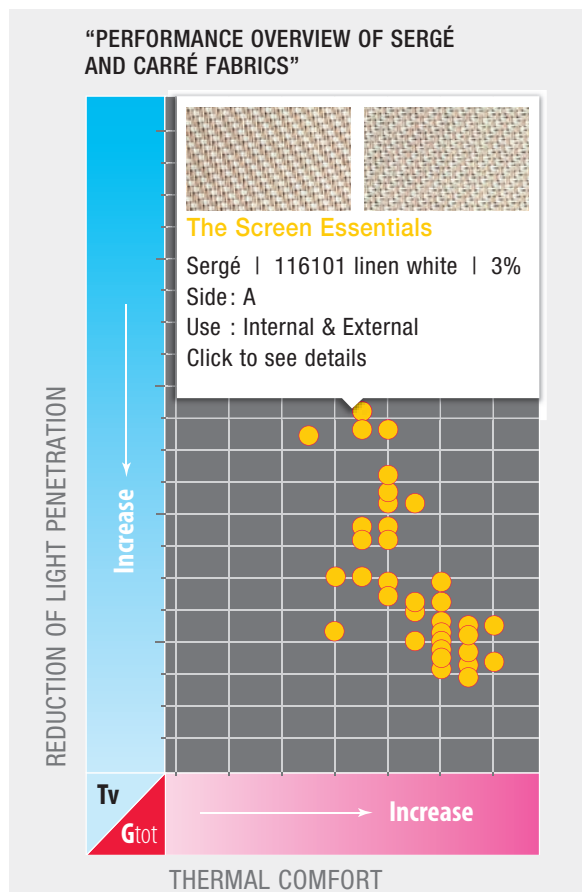 “PERFORMANCE OVERVIEW OF SERGÉ
AND CARRÉ FABRICS”
The Screen Essentials
Sergé | 116101 linen white | 3%
Side: A
Use : Internal & External
Click to see details
REDUCTION OF LIGHT PENETRATION
Increase
Tv
Gtot
Increase
THERMAL COMFORT